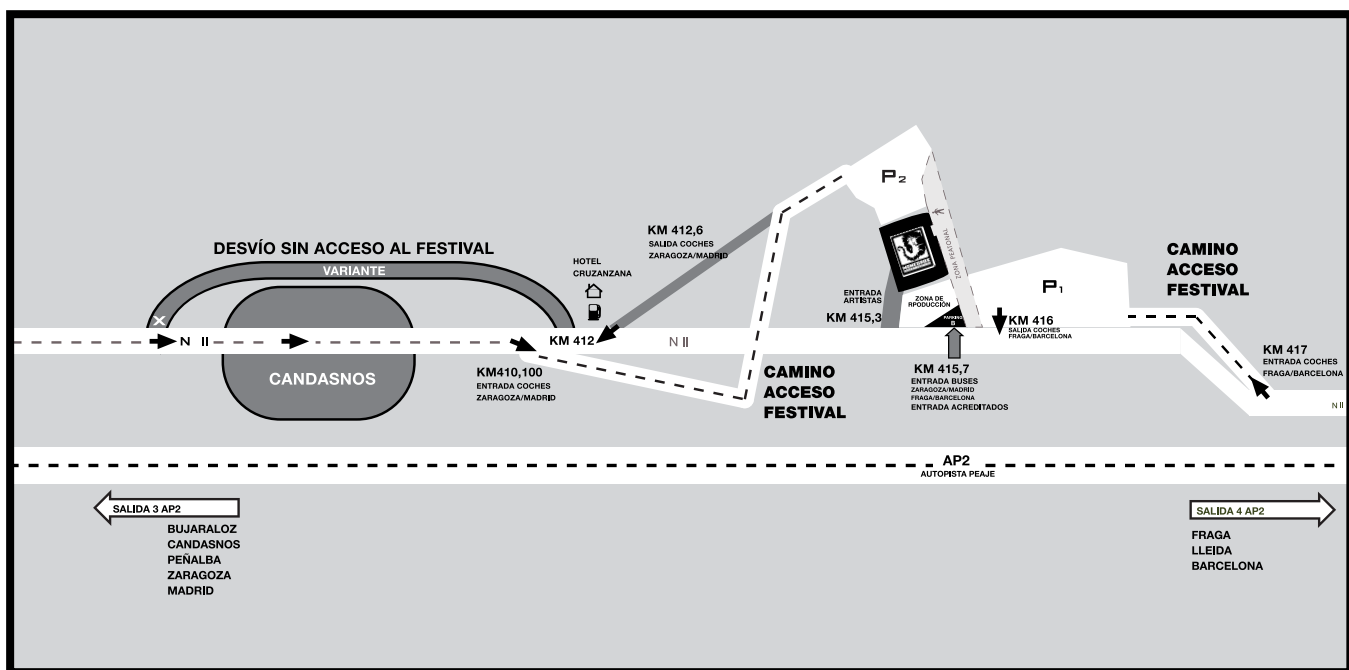 DESVÍO SIN ACCESO AL FESTIVAL
VARIANTE
X
N II
CANDASNOS
KM410,100
ENTRADA COCHES
ZARAGOZA/MADRID
HOTEL
CRUZANZANA
KM 412
KM 412,6
SALIDA COCHES
ZARAGOZA/MADRID
N II
CAMINO
ACCESO
FESTIVAL
P2
ZONA PEATONAL
ENTRADA
ARTISTAS
KM 415,3
ZONA DE
RPODUCCIÓN
PARKING
B
P1
KM 416
SALIDA COCHES
FRAGA/BARCELONA
KM 415,7
ENTRADA BUSES
ZARAGOZA/MADRID
FRAGA/BARCELONA
ENTRADA ACREDITADOS
CAMINO
ACCESO
FESTIVAL
KM 417
ENTRADA COCHES
FRAGA/BARCELONA
N II
AP2
AUTOPISTA PEAJE
SALIDA 3 AP2
BUJARALOZ
CANDASNOS
PEÑALBA
ZARAGOZA
MADRID
SALIDA 4 AP2
FRAGA
LLEIDA
BARCELONA